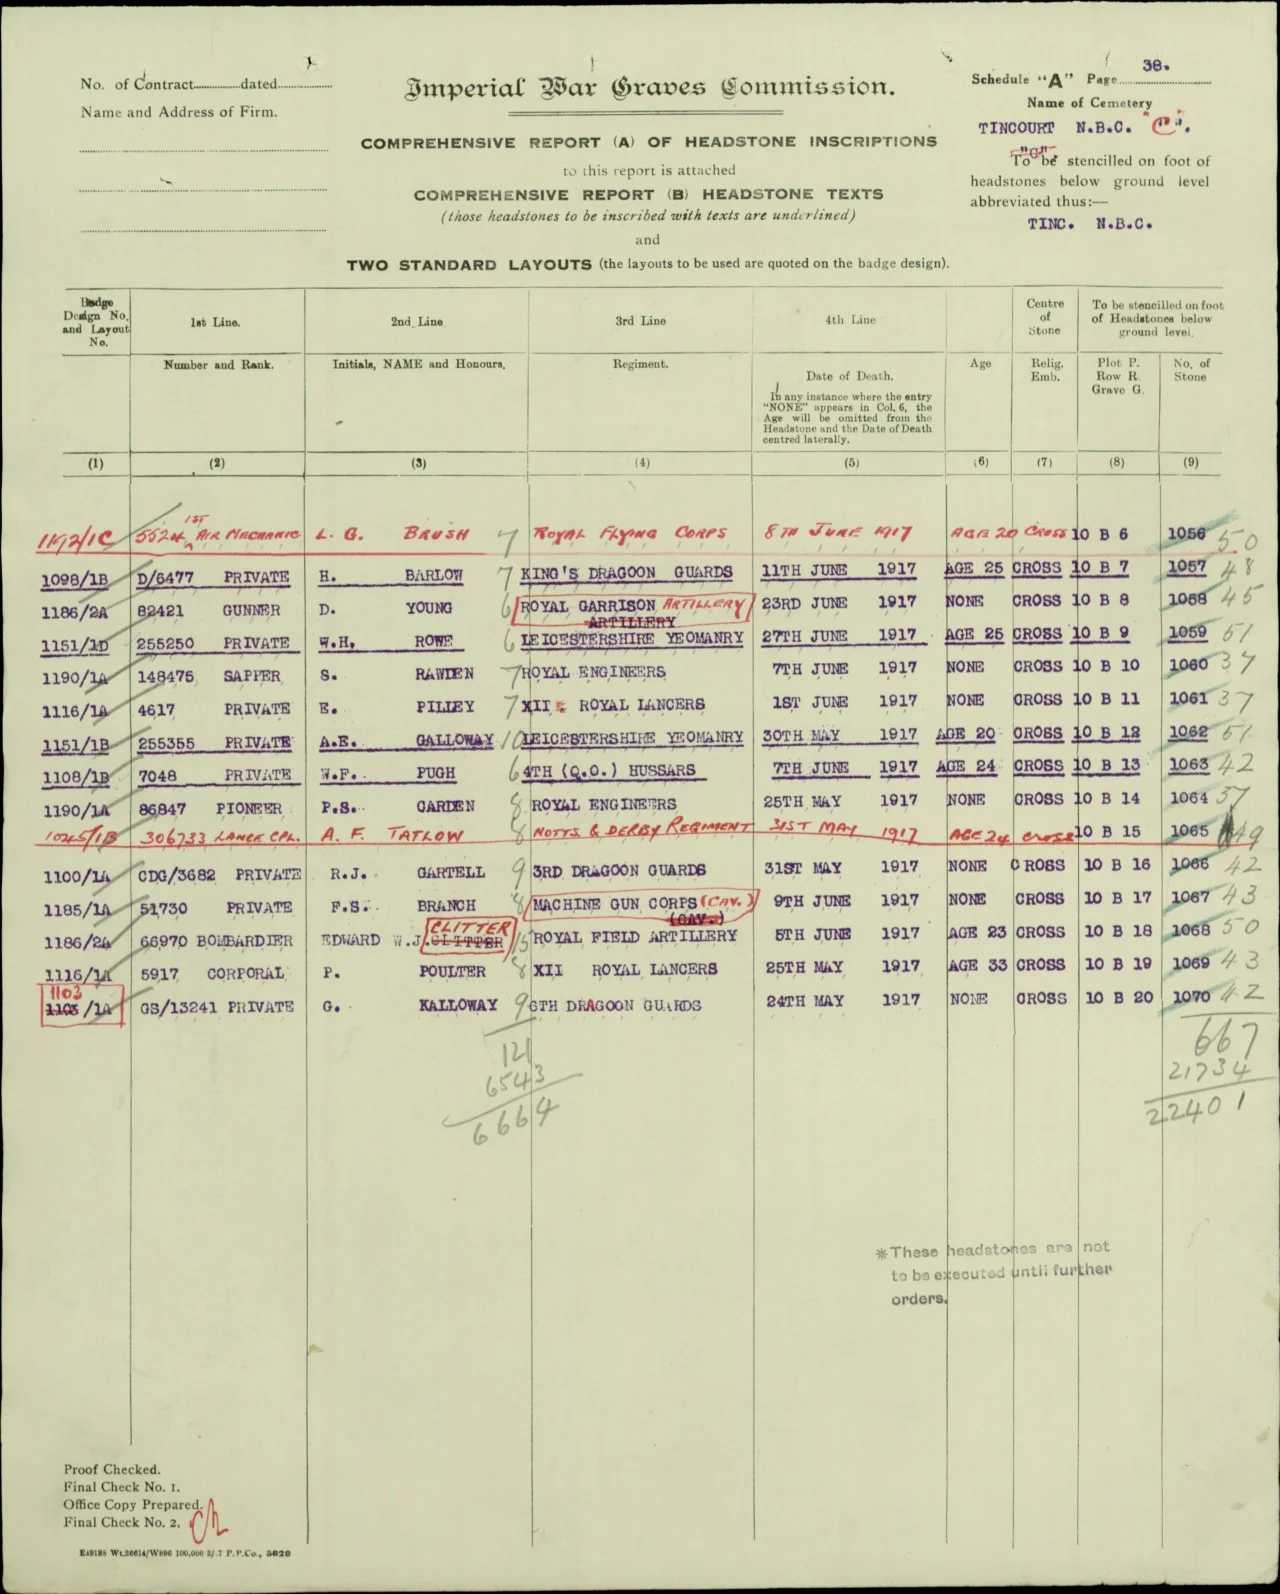 No. of Contract............dated...............
Name and Address of Firm.
Imperial War Graves Commission.
COMPREHENSIVE REPORT (A) OF HEADSTONE INSCRIPTIONS
to this report is attached
COMPREHENSIVE REPORT (B) HEADSTONE TEXTS
(those headstones to be inscribed with texts are underlined)
and
TWO STANDARD LAYOUTS (the layouts to be used are quoted on the badge design).
38.
Schedule "A" Page
Name of Cemetery
TINCOURT N.B.C. "C".
To be stencilled on foot of
headstones below ground level
abbreviated thus:—
TINC. N.B.C.
Badge Design No. and Layout No. 1st Line. 2nd Line 3rd Line 4th Line Centre of Stone To be stencilled on foot of Headstones below ground level.
Number and Rank. Initials, NAME and Honours. Regiment. Date of Death. Age Relig. Emb. Plot P. Row R. Grave G. No. of Stone
In any instance where the entry "NONE" appears in Col. 6, the Age will be omitted from the Headstone and the Date of Death centred laterally.
(1) (2) (3) (4) (5) (6) (7) (8) (9)
1192/1C 5524 1ST AIR MECHANIC L. G. BRUSH 7 ROYAL FLYING CORPS 8TH JUNE 1917 AGE 20 CROSS 10 B 6 1056 50
1098/1B D/6477 PRIVATE H. BARLOW 7 KING'S DRAGOON GUARDS 11TH JUNE 1917 AGE 25 CROSS 10 B 7 1057 48
1186/2A 82421 GUNNER D. YOUNG 6 ROYAL GARRISON ARTILLERY 23RD JUNE 1917 NONE CROSS 10 B 8 1058 45
ARTILLERY
1151/1D 255250 PRIVATE W.H. ROWE 6 LEICESTERSHIRE YEOMANRY 27TH JUNE 1917 AGE 25 CROSS 10 B 9 1059 51
1190/1A 148475 SAPPER S. RAWDEN 7 ROYAL ENGINEERS 7TH JUNE 1917 NONE CROSS 10 B 10 1060 37
1116/1A 4617 PRIVATE E. PILLEY 7 XII ROYAL LANCERS 1ST JUNE 1917 NONE CROSS 10 B 11 1061 37
1151/1B 255355 PRIVATE A.E. GALLOWAY 10 LEICESTERSHIRE YEOMANRY 30TH MAY 1917 AGE 20 CROSS 10 B 12 1062 51
1108/1B 7048 PRIVATE W.F. PUGH 6 4TH (Q.O.) HUSSARS 7TH JUNE 1917 AGE 24 CROSS 10 B 13 1063 42
1190/1A 86847 PIONEER P.S. CARDEN 8 ROYAL ENGINEERS 25TH MAY 1917 NONE CROSS 10 B 14 1064 37
1045/1B 306733 LANCE CPL. A. F. TATLOW 8 NOTTS & DERBY REGIMENT 31ST MAY 1917 AGE 24 CROSS 10 B 15 1065 49
1100/1A CDG/3682 PRIVATE R.J. GARTELL 9 3RD DRAGOON GUARDS 31ST MAY 1917 NONE CROSS 10 B 16 1066 42
1185/1A 51730 PRIVATE F.S. BRANCH 8 MACHINE GUN CORPS (CAV.) 9TH JUNE 1917 NONE CROSS 10 B 17 1067 43
(CAV.)
CLITTER
1186/2A 66970 BOMBARDIER EDWARD W.J. CLITTER 15 ROYAL FIELD ARTILLERY 5TH JUNE 1917 AGE 23 CROSS 10 B 18 1068 50
1116/1A 5917 CORPORAL P. POULTER 8 XII ROYAL LANCERS 25TH MAY 1917 AGE 33 CROSS 10 B 19 1069 43
1103
1103/1A GS/13241 PRIVATE G. KALLOWAY 9 6TH DRAGOON GUARDS 24TH MAY 1917 NONE CROSS 10 B 20 1070 42
121 667
6543 21734
6664 22401
*These headstones are not
to be executed until further
orders.
Proof Checked.
Final Check No. 1.
Office Copy Prepared.
Final Check No. 2.